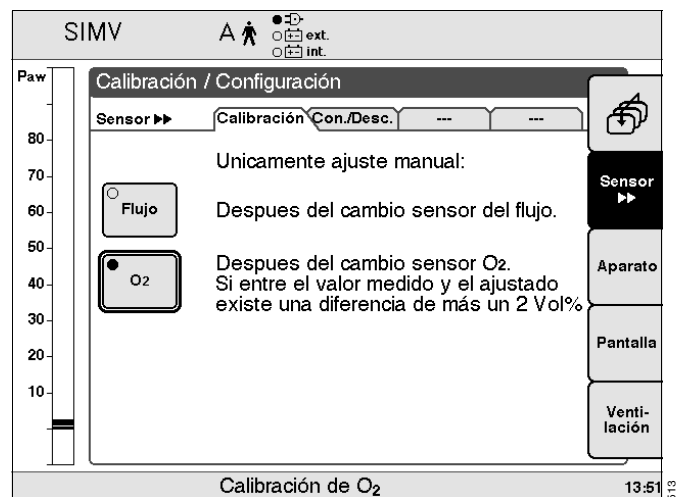 SIMV
A
ext.
int.
Paw
Calibración / Configuración
Sensor ▶▶
Calibración
Con./Desc.
---
---
Unicamente ajuste manual:
Flujo
Despues del cambio sensor del flujo.
O2
Despues del cambio sensor O2.
Si entre el valor medido y el ajustado
existe una diferencia de más un 2 Vol%
80
70
60
50
40
30
20
10
Sensor
▶▶
Aparato
Pantalla
Venti-
lación
Calibración de O2
13:51
513